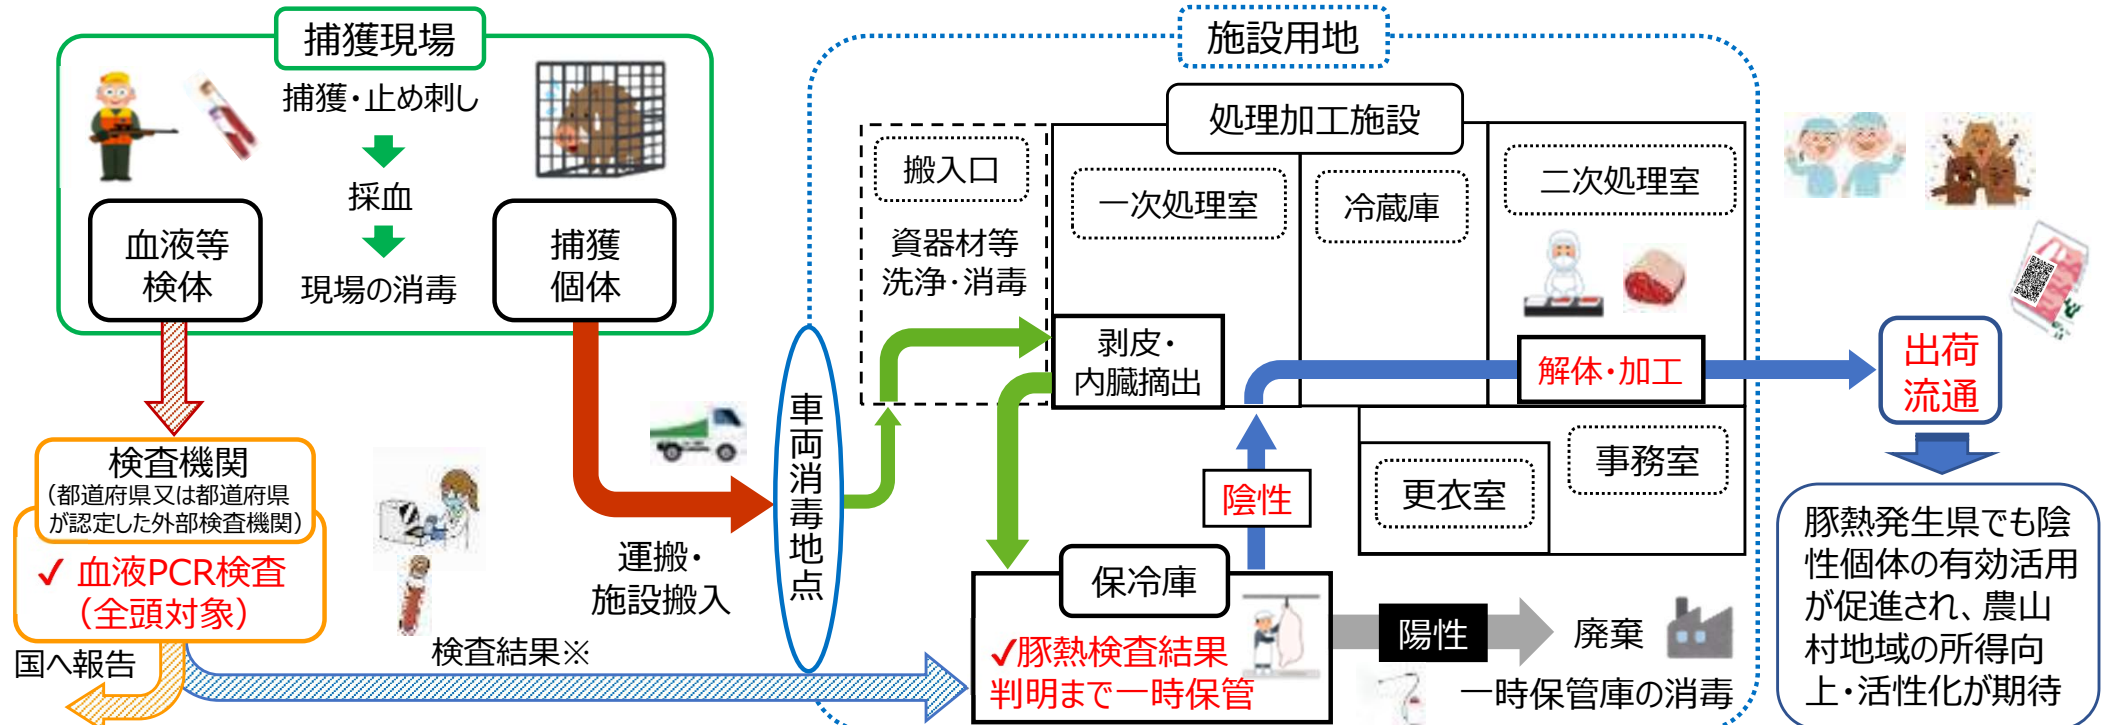 捕獲現場
捕獲・止め刺し
採血
現場の消毒
血液等
検体
捕獲
個体
検査機関
（都道府県又は都道府県
が認定した外部検査機関）
✓ 血液PCR検査
（全頭対象）
国へ報告
検査結果※
運搬・
施設搬入
車両消毒地点
施設用地
処理加工施設
搬入口
資器材等
洗浄・消毒
一次処理室
冷蔵庫
二次処理室
剥皮・
内臓摘出
解体・加工
更衣室
事務室
陰性
保冷庫
✓豚熱検査結果
判明まで一時保管
陽性
廃棄
一時保管庫の消毒
出荷
流通
豚熱発生県でも陰
性個体の有効活用
が促進され、農山
村地域の所得向
上・活性化が期待